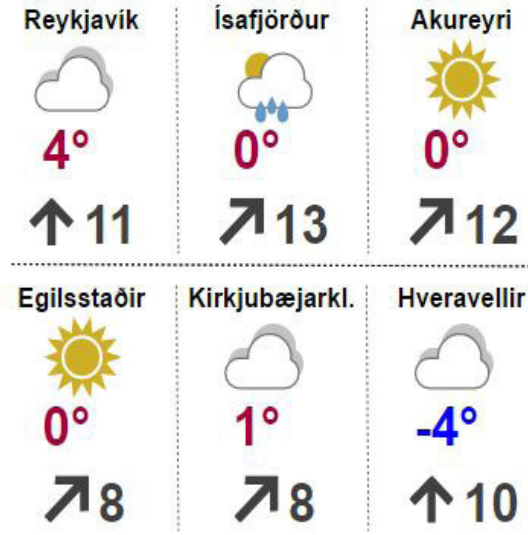 Reykjavík Ísafjörður Akureyri
4° 0° 0°
11 13 12
Egilsstaðir Kirkjubæjarkl. Hveravellir
0° 1° -4°
8 8 10